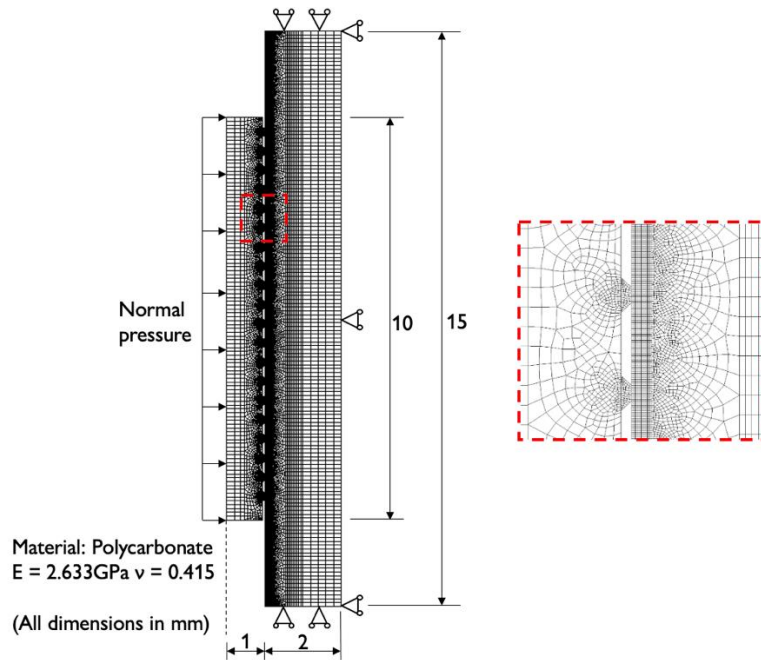 Normal
pressure
10
15
Material: Polycarbonate
E = 2.633GPa ν = 0.415
(All dimensions in mm)
1
2